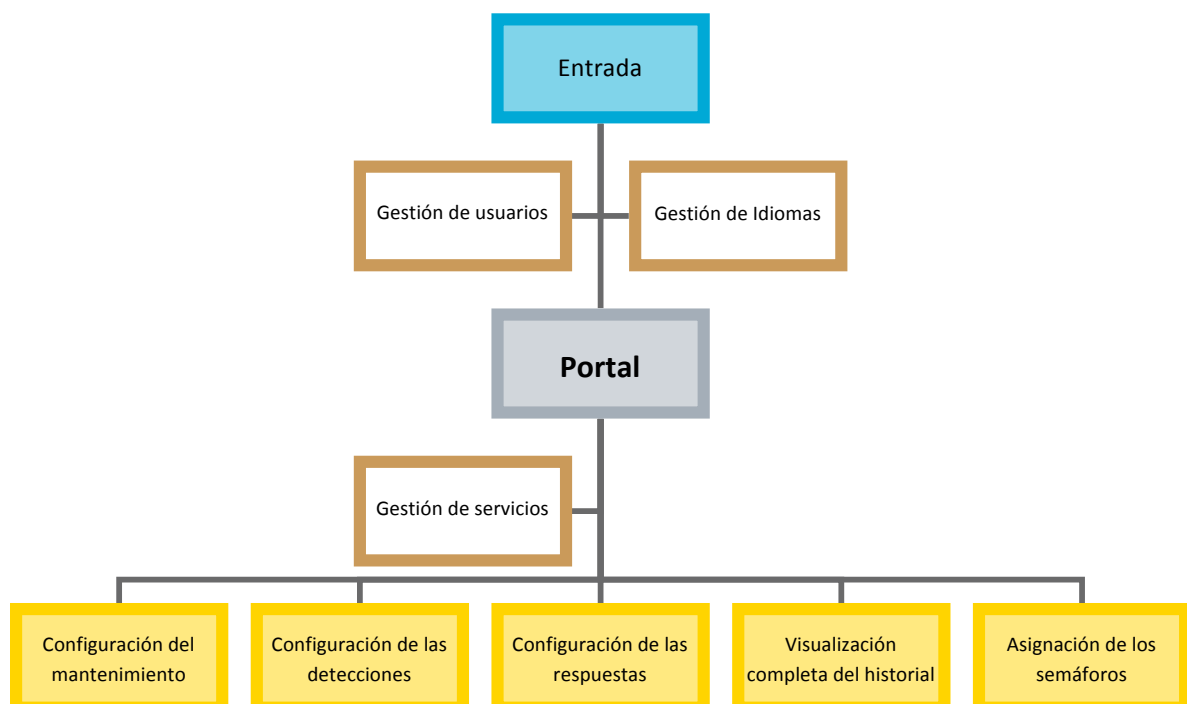 Entrada
Gestión de usuarios
Gestión de Idiomas
Portal
Gestión de servicios
Configuración del
mantenimiento
Configuración de las
detecciones
Configuración de las
respuestas
Visualización
completa del historial
Asignación de los
semáforos